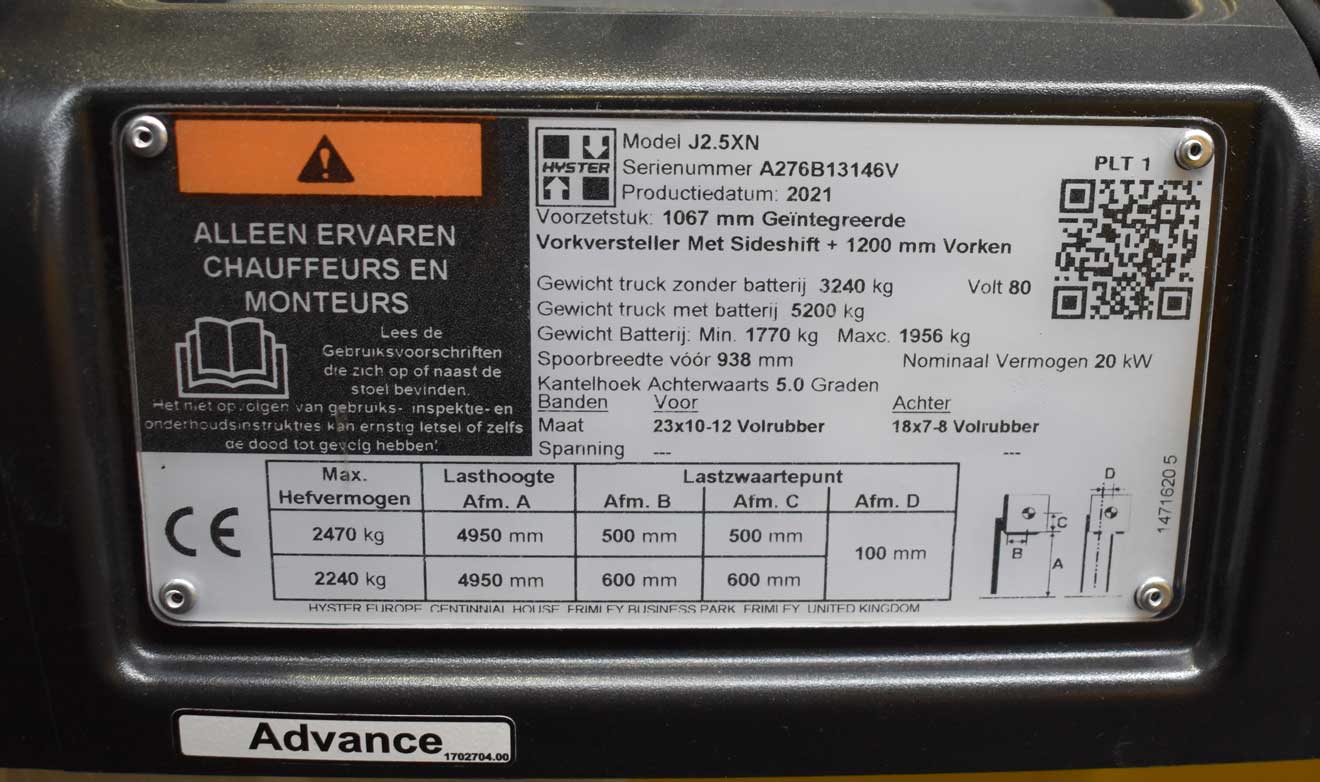 ALLEEN ERVAREN
CHAUFFEURS EN
MONTEURS
Lees de
Gebruiksvoorschriften
die zich op of naast de
stoel bevinden.
Het niet opvolgen van gebruiks- inspektie- en
onderhoudsinstrukties kan ernstig letsel of zelfs
de dood tot gevolg hebben!
HYSTER
Model J2.5XN
Serienummer A276B13146V
Productiedatum: 2021
Voorzetstuk: 1067 mm Geïntegreerde
Vorkversteller Met Sideshift + 1200 mm Vorken
PLT 1
Gewicht truck zonder batterij 3240 kg Volt 80
Gewicht truck met batterij 5200 kg
Gewicht Batterij: Min. 1770 kg Maxc. 1956 kg
Spoorbreedte vóór 938 mm Nominaal Vermogen 20 kW
Kantelhoek Achterwaarts 5.0 Graden
Banden Voor Achter
Maat 23x10-12 Volrubber 18x7-8 Volrubber
Spanning --- ---
CE
Max. Lasthoogte Lastzwaartepunt
Hefvermogen Afm. A Afm. B Afm. C Afm. D
2470 kg 4950 mm 500 mm 500 mm 100 mm
2240 kg 4950 mm 600 mm 600 mm
D
C
B
A
1471620 5
HYSTER EUROPE CENTINNIAL HOUSE FRIMLEY BUSINESS PARK FRIMLEY UNITED KINGDOM
Advance
1702704.00